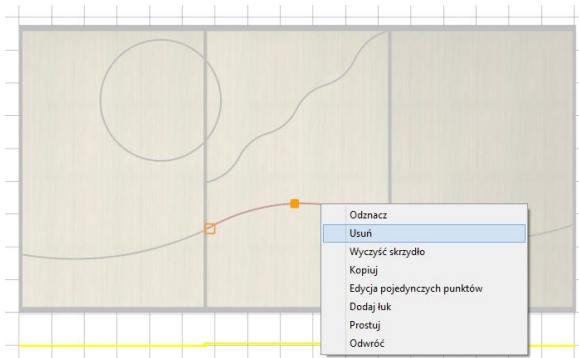 Odznacz
Usuń
Wyczyść skrzydło
Kopiuj
Edycja pojedynczych punktów
Dodaj łuk
Prostuj
Odwróć